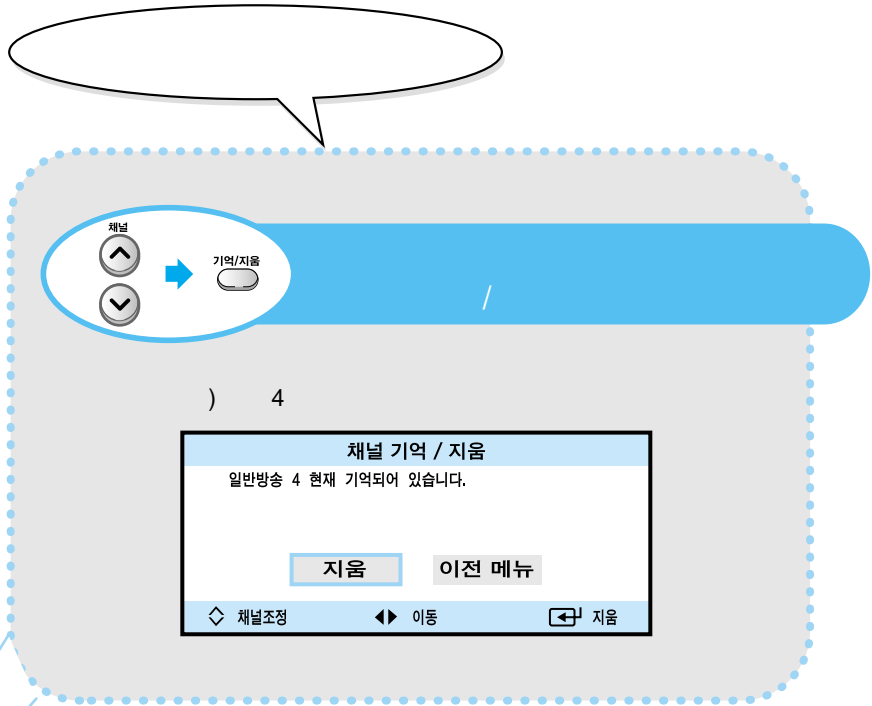 채널
기억/지움
/
) 4
채널 기억 / 지움
일반방송 4 현재 기억되어 있습니다.
지움 이전 메뉴
채널조정 이동 지움